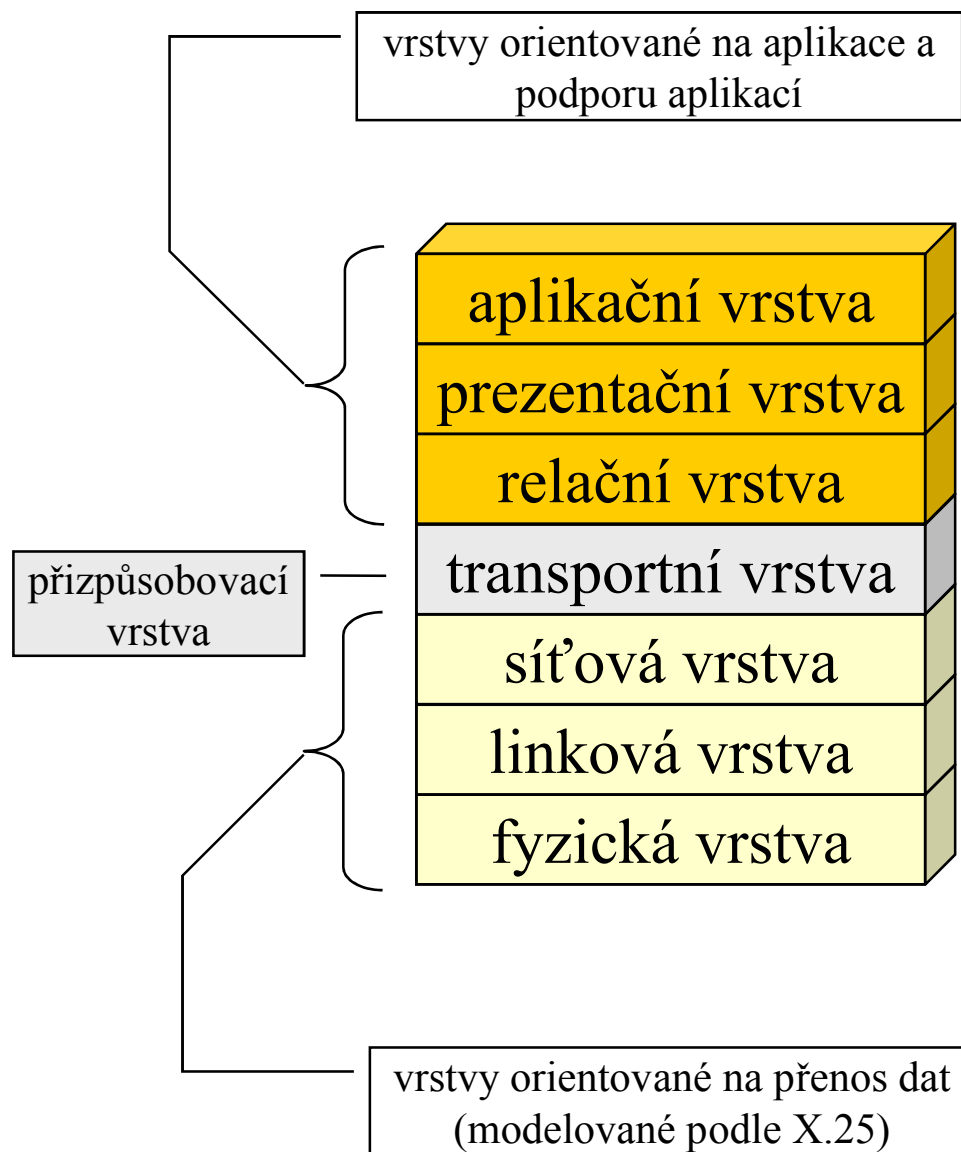 vrstvy orientované na aplikace a
podporu aplikací
aplikační vrstva
prezentační vrstva
relační vrstva
přizpůsobovací
vrstva
transportní vrstva
síťová vrstva
linková vrstva
fyzická vrstva
vrstvy orientované na přenos dat
(modelované podle X.25)